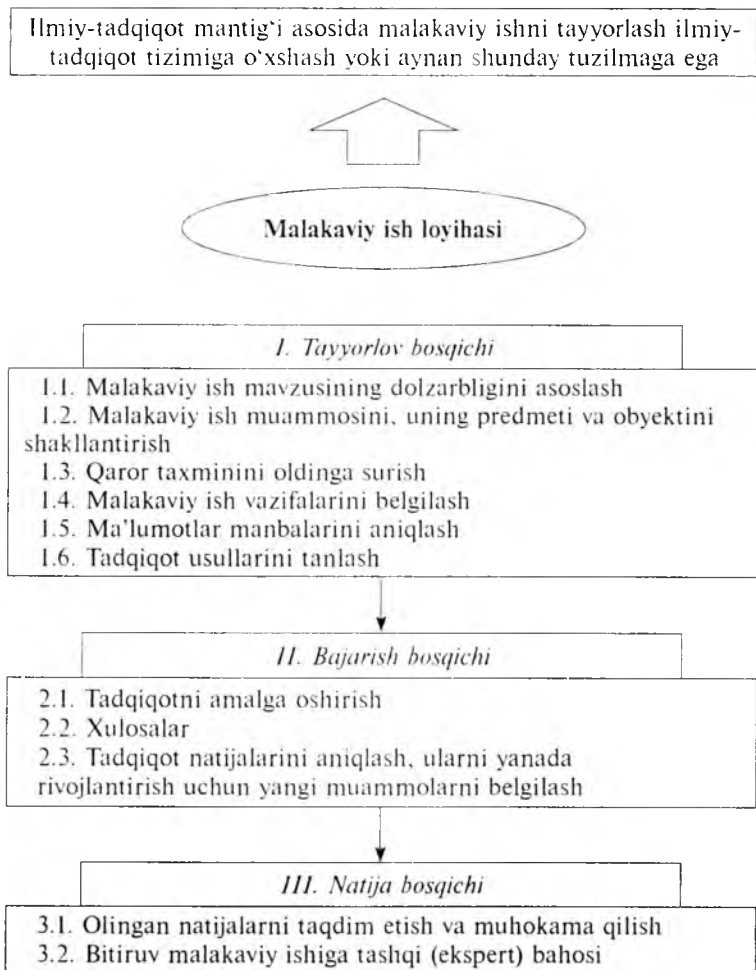 Ilmiy-tadqiqot mantig‘i asosida malakaviy ishni tayyorlash ilmiy-
tadqiqot tizimiga o‘xshash yoki aynan shunday tuzilmaga ega
Malakaviy ish loyihasi
I. Tayyorlov bosqichi
1.1. Malakaviy ish mavzusining dolzarbligini asoslash
1.2. Malakaviy ish muammosini, uning predmeti va obyektini
shakllantirish
1.3. Qaror taxminini oldinga surish
1.4. Malakaviy ish vazifalarini belgilash
1.5. Ma’lumotlar manbalarini aniqlash
1.6. Tadqiqot usullarini tanlash
II. Bajarish bosqichi
2.1. Tadqiqotni amalga oshirish
2.2. Xulosalar
2.3. Tadqiqot natijalarini aniqlash, ularni yanada
rivojlantirish uchun yangi muammolarni belgilash
III. Natija bosqichi
3.1. Olingan natijalarni taqdim etish va muhokama qilish
3.2. Bitiruv malakaviy ishiga tashqi (ekspert) bahosi